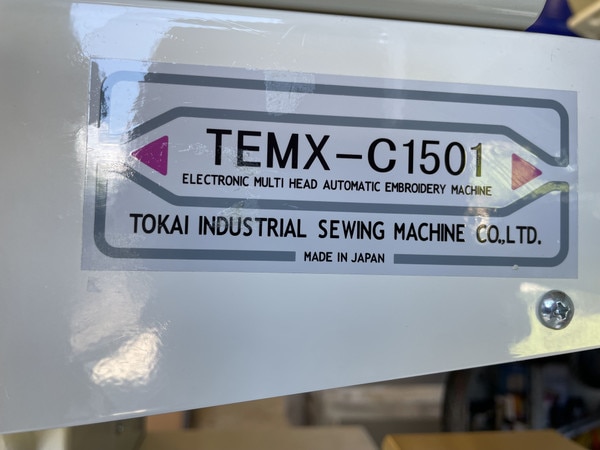 TEMX-C1501
ELECTRONIC MULTI HEAD AUTOMATIC EMBROIDERY MACHINE
TOKAI INDUSTRIAL SEWING MACHINE CO.,LTD.
MADE IN JAPAN